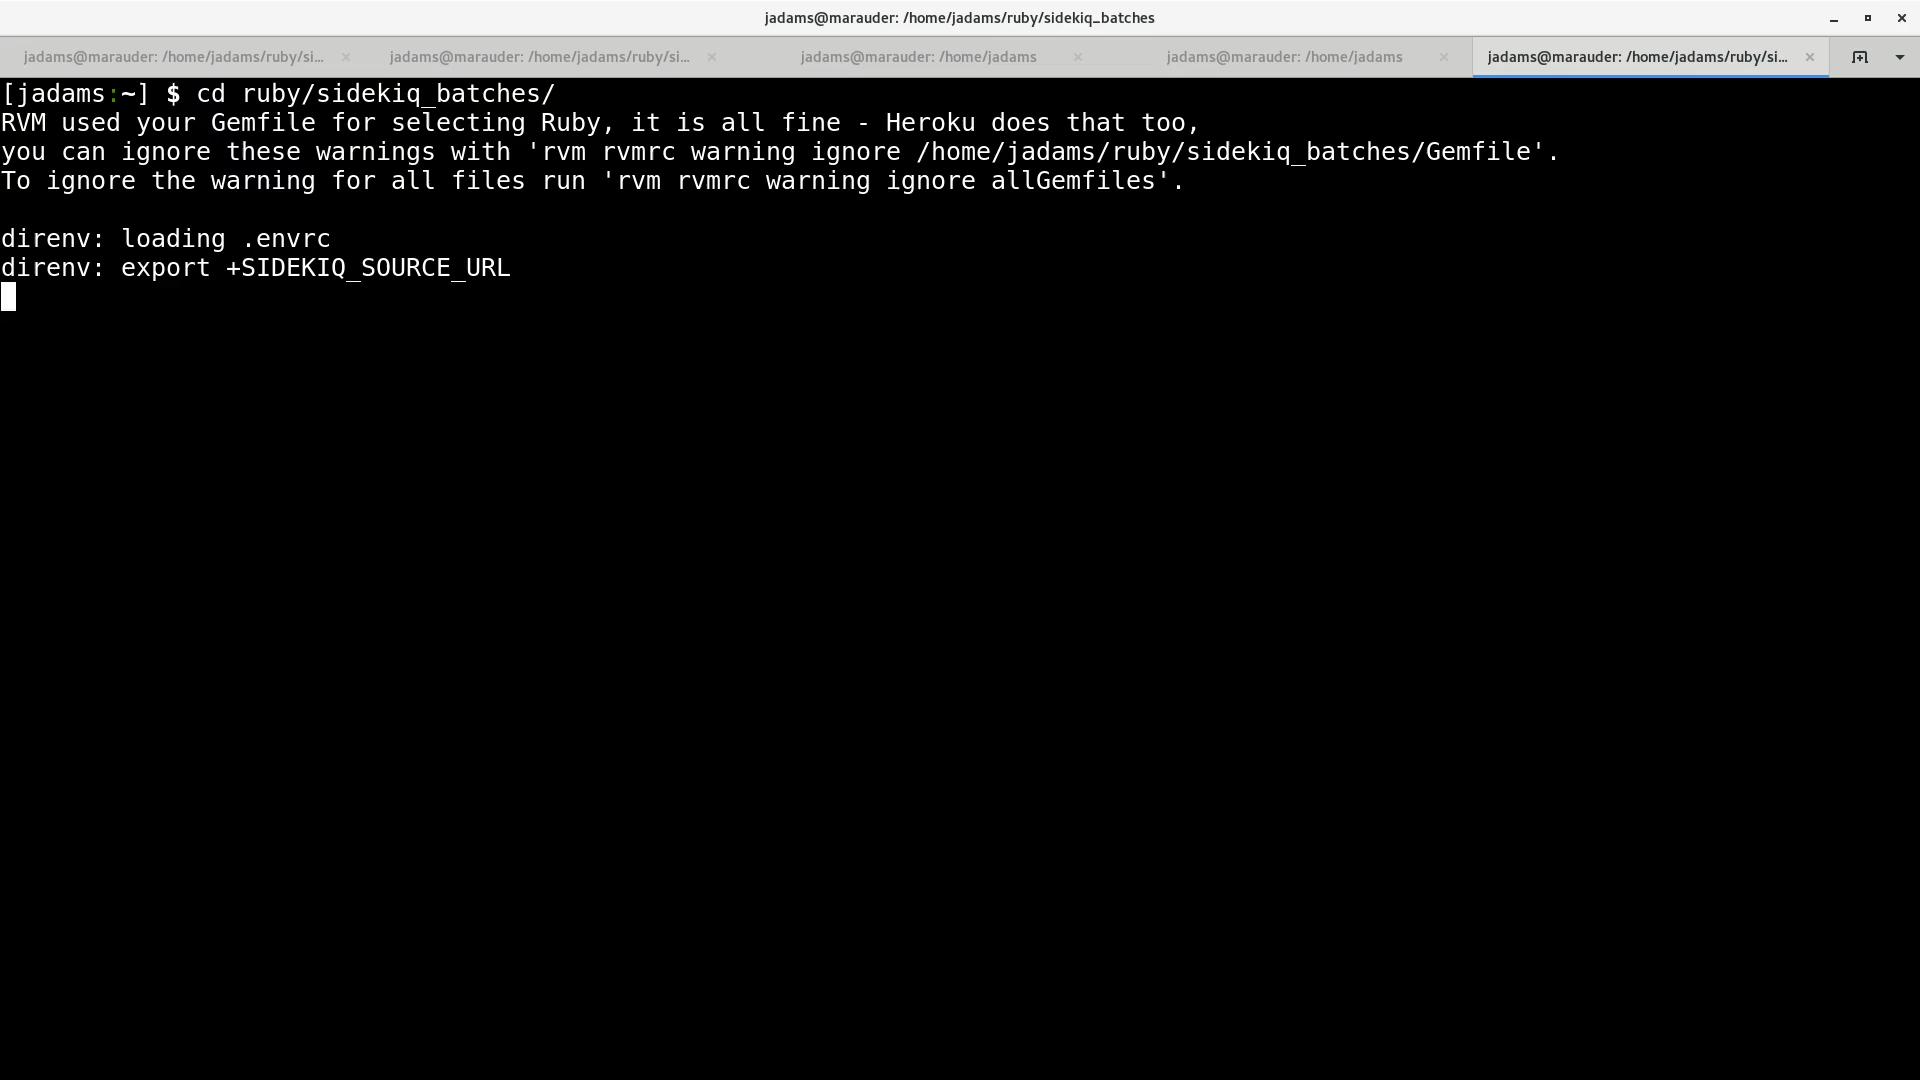 jadams@marauder: /home/jadams/ruby/sidekiq_batches
jadams@marauder: /home/jadams/ruby/si...
jadams@marauder: /home/jadams/ruby/si...
jadams@marauder: /home/jadams
jadams@marauder: /home/jadams
jadams@marauder: /home/jadams/ruby/si...
[jadams:~] $ cd ruby/sidekiq_batches/
RVM used your Gemfile for selecting Ruby, it is all fine - Heroku does that too,
you can ignore these warnings with 'rvm rvmrc warning ignore /home/jadams/ruby/sidekiq_batches/Gemfile'.
To ignore the warning for all files run 'rvm rvmrc warning ignore allGemfiles'.
direnv: loading .envrc
direnv: export +SIDEKIQ_SOURCE_URL